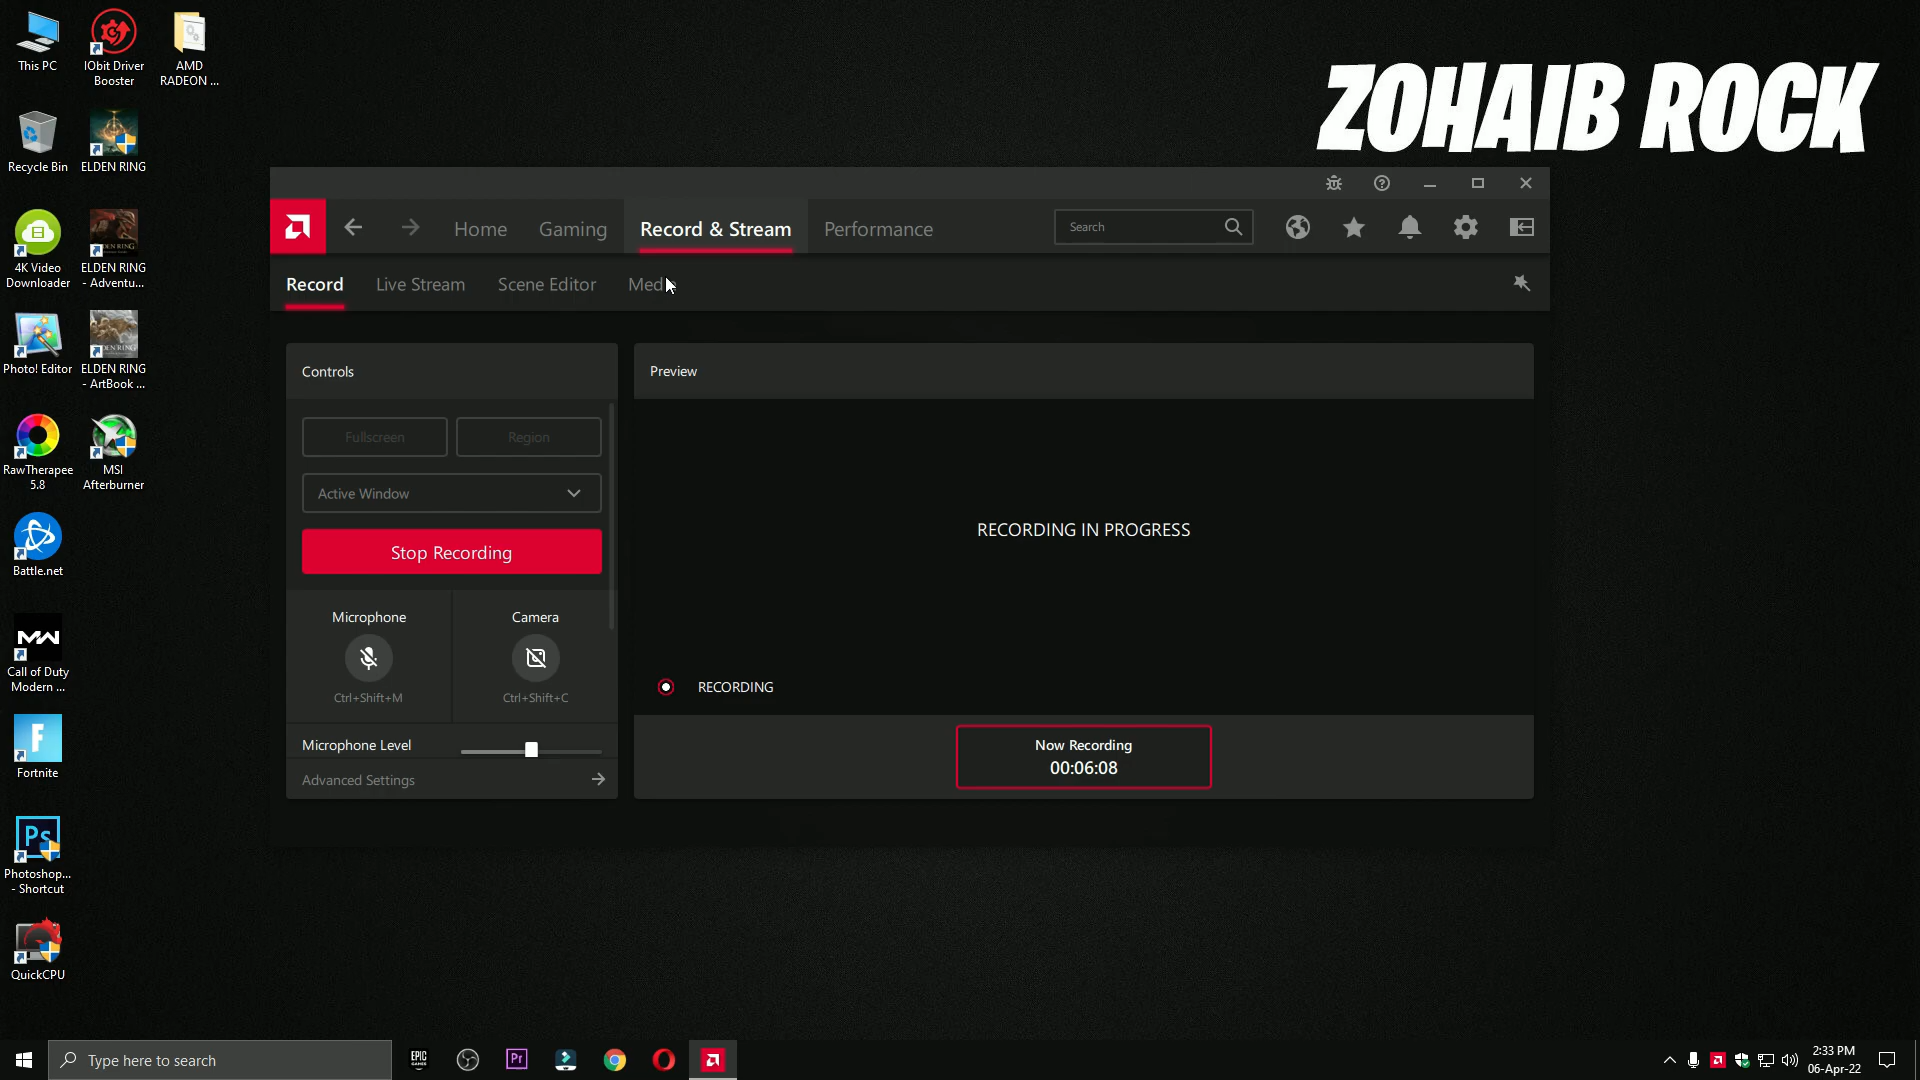 This PC
IObit Driver
Booster
AMD
RADEON ...
ZOHAIB ROCK
Recycle Bin
ELDEN RING
4K Video
Downloader
ELDEN RING
- Adventu...
Photo! Editor
ELDEN RING
- ArtBook ...
RawTherapee
5.8
MSI
Afterburner
Battle.net
Call of Duty
Modern ...
Fortnite
Photoshop...
- Shortcut
QuickCPU
Home
Gaming
Record & Stream
Performance
Search
Record
Live Stream
Scene Editor
Med
Controls
Fullscreen
Region
Active Window
Stop Recording
Microphone
Camera
Ctrl+Shift+M
Ctrl+Shift+C
Microphone Level
Advanced Settings
Preview
RECORDING IN PROGRESS
RECORDING
Now Recording
00:06:08
Type here to search
EPIC
GAMES
Pr
2:33 PM
06-Apr-22